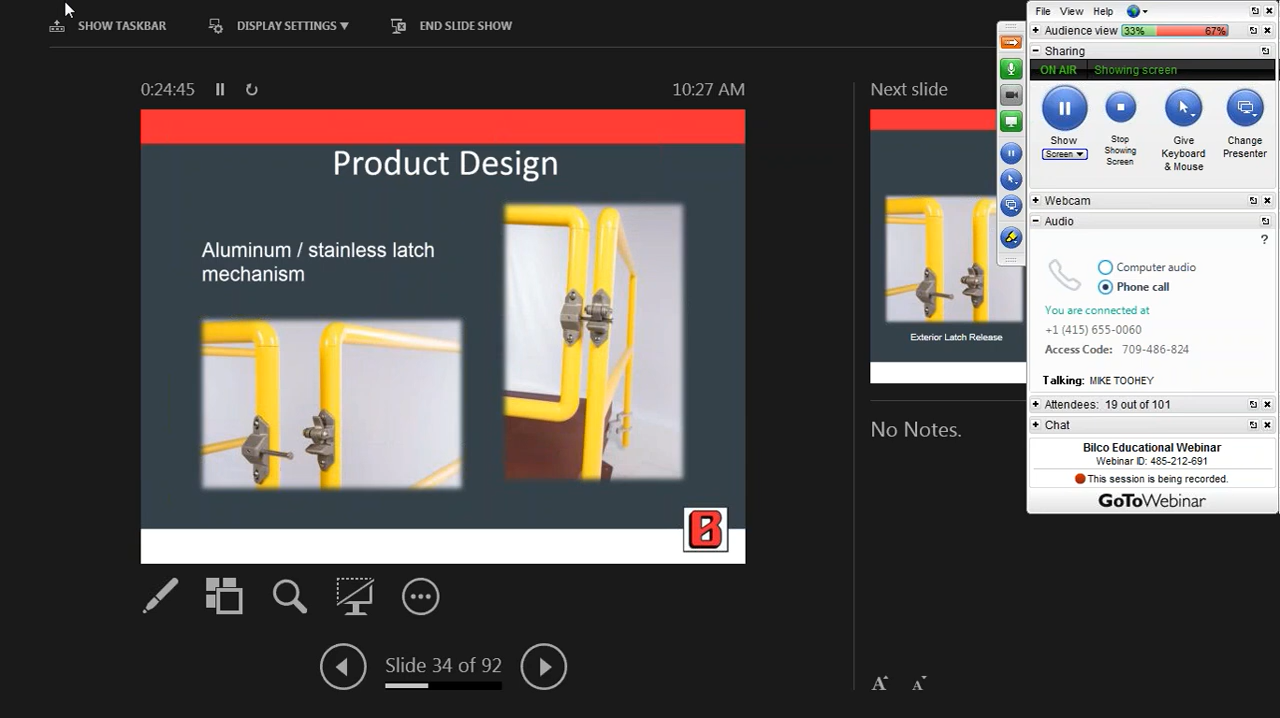 SHOW TASKBAR
DISPLAY SETTINGS ▼
END SLIDE SHOW
0:24:45
10:27 AM
Product Design
Aluminum / stainless latch
mechanism
B
Slide 34 of 92
Next slide
Exterior Latch Release
No Notes.
A
A
File View Help
Audience view 33% 67%
Sharing
ON AIR Showing screen
Show
Screen
Stop
Showing
Screen
Give
Keyboard
& Mouse
Change
Presenter
Webcam
Audio
?
Computer audio
Phone call
You are connected at
+1 (415) 655-0060
Access Code: 709-486-824
Talking: MIKE TOOHEY
Attendees: 19 out of 101
Chat
Bilco Educational Webinar
Webinar ID: 485-212-691
This session is being recorded.
GoToWebinar